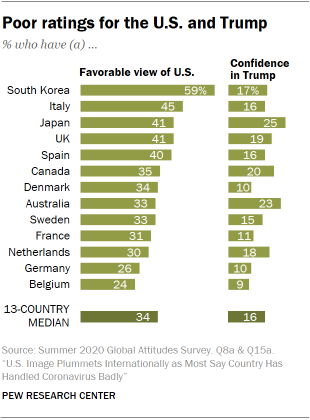 Poor ratings for the U.S. and Trump
% who have (a) ...
Favorable view of U.S.
Confidence
in Trump
South Korea 59% 17%
Italy 45 16
Japan 41 25
UK 41 19
Spain 40 16
Canada 35 20
Denmark 34 10
Australia 33 23
Sweden 33 15
France 31 11
Netherlands 30 18
Germany 26 10
Belgium 24 9
13-COUNTRY
MEDIAN 34 16
Source: Summer 2020 Global Attitudes Survey. Q8a & Q15a.
"U.S. Image Plummets Internationally as Most Say Country Has
Handled Coronavirus Badly"
PEW RESEARCH CENTER